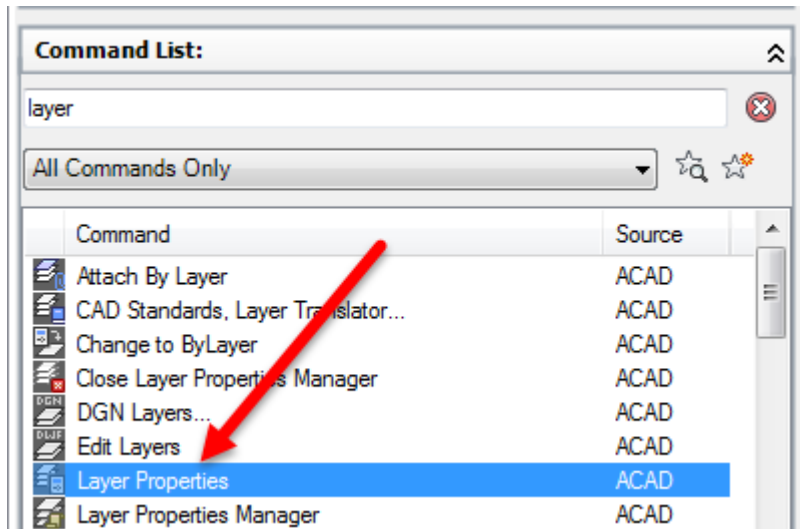 Command List:
layer
All Commands Only
Command Source
Attach By Layer ACAD
CAD Standards, Layer Translator... ACAD
Change to ByLayer ACAD
Close Layer Properties Manager ACAD
DGN
DGN Layers... ACAD
DWF
Edit Layers ACAD
Layer Properties ACAD
Layer Properties Manager ACAD